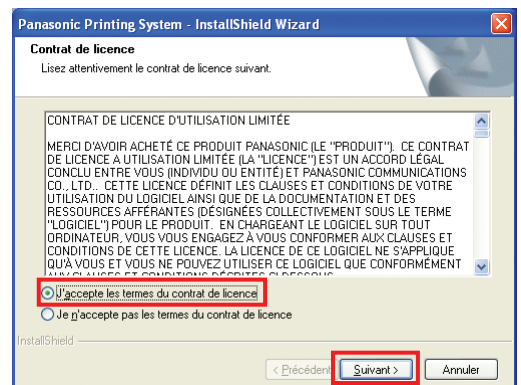 Panasonic Printing System - InstallShield Wizard
Contrat de licence
Lisez attentivement le contrat de licence suivant.
CONTRAT DE LICENCE D'UTILISATION LIMITÉE
MERCI D'AVOIR ACHETÉ CE PRODUIT PANASONIC (LE "PRODUIT"). CE CONTRAT
DE LICENCE A UTILISATION LIMITÉE (LA "LICENCE") EST UN ACCORD LÉGAL
CONCLU ENTRE VOUS (INDIVIDU OU ENTITÉ) ET PANASONIC COMMUNICATIONS
CO., LTD.. CETTE LICENCE DÉFINIT LES CLAUSES ET CONDITIONS DE VOTRE
UTILISATION DU LOGICIEL AINSI QUE DE LA DOCUMENTATION ET DES
RESSOURCES AFFÉRANTES (DÉSIGNÉES COLLECTIVEMENT SOUS LE TERME
"LOGICIEL") POUR LE PRODUIT. EN CHARGEANT LE LOGICIEL SUR TOUT
ORDINATEUR, VOUS VOUS ENGAGEZ À VOUS CONFORMER AUX CLAUSES ET
CONDITIONS DE CETTE LICENCE. LA LICENCE DE CE LOGICIEL NE S'APPLIQUE
QU'À VOUS ET VOUS NE POUVEZ UTILISER CE LOGICIEL QUE CONFORMÉMENT
AUX CLAUSES ET CONDITIONS DÉCRITES CI-DESSOUS
J'accepte les termes du contrat de licence
Je n'accepte pas les termes du contrat de licence
InstallShield
< Précédent Suivant > Annuler